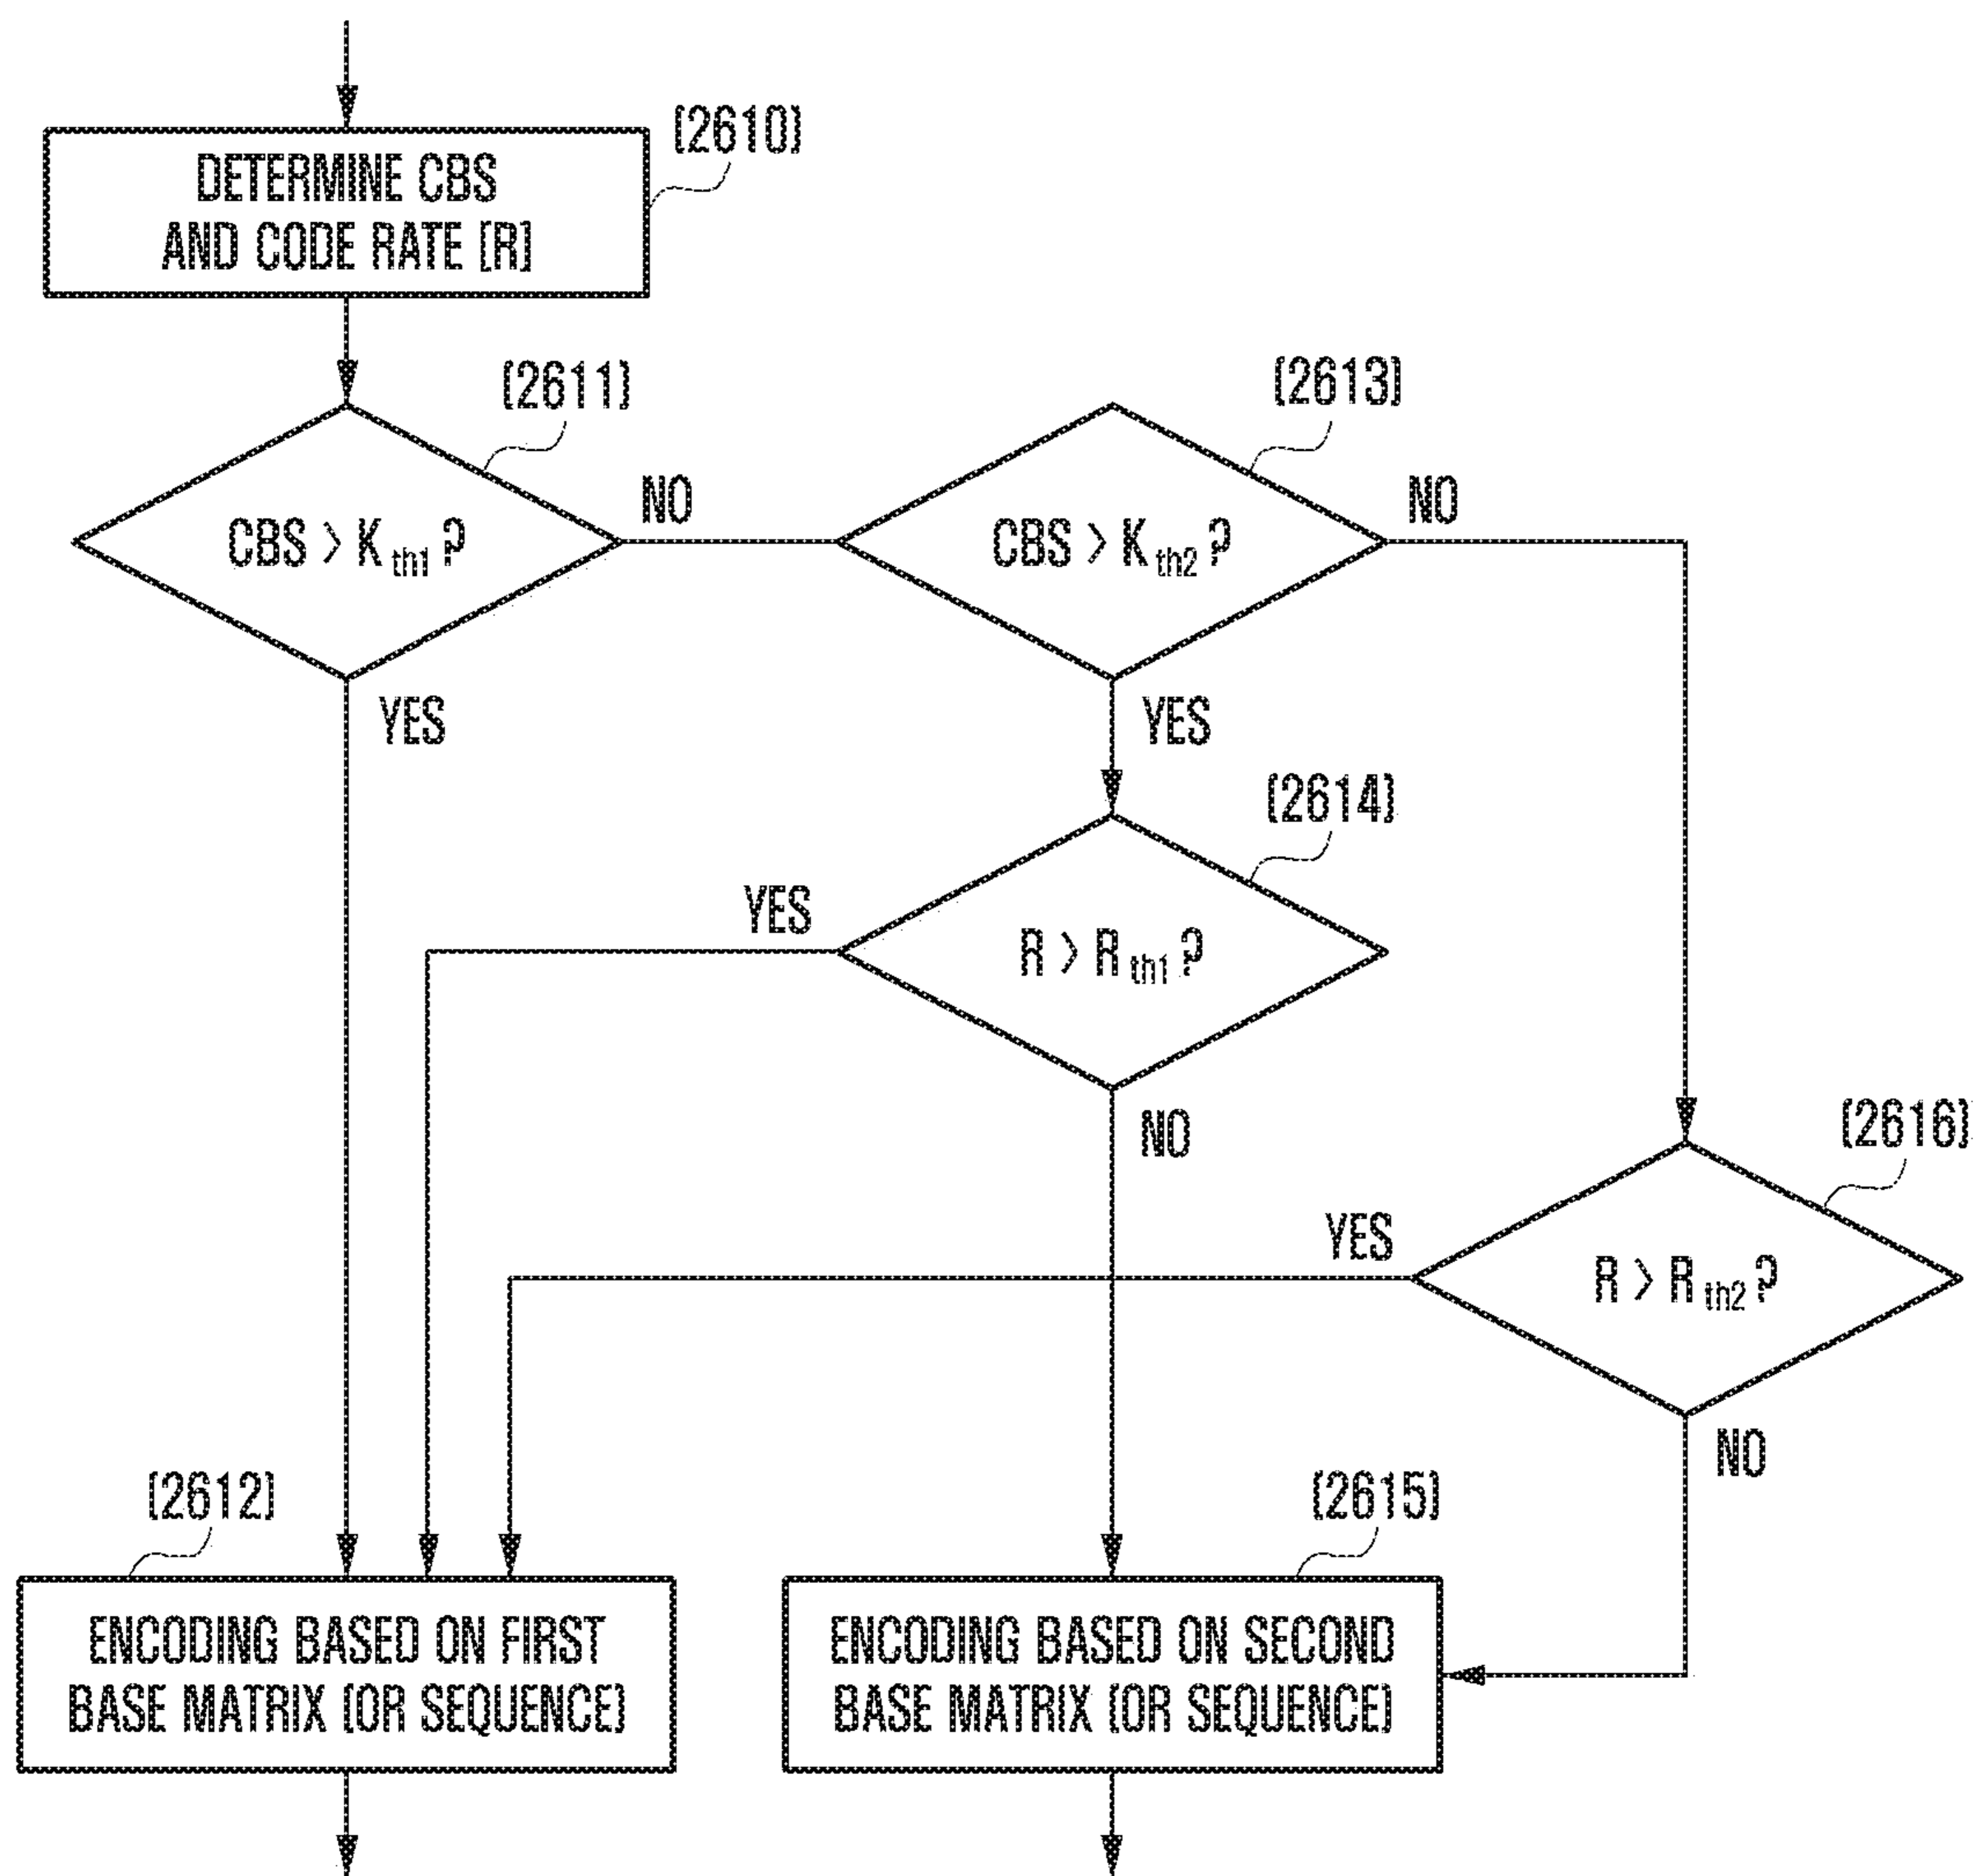 [2610]
DETERMINE CBS
AND CODE RATE [R]
[2611]
[2613]
CBS > Kth1 ?
NO
CBS > Kth2 ?
NO
YES
YES
[2614]
YES
R > Rth1 ?
NO
[2616]
YES
R > Rth2 ?
NO
[2612]
[2615]
ENCODING BASED ON FIRST
BASE MATRIX [OR SEQUENCE]
ENCODING BASED ON SECOND
BASE MATRIX [OR SEQUENCE]